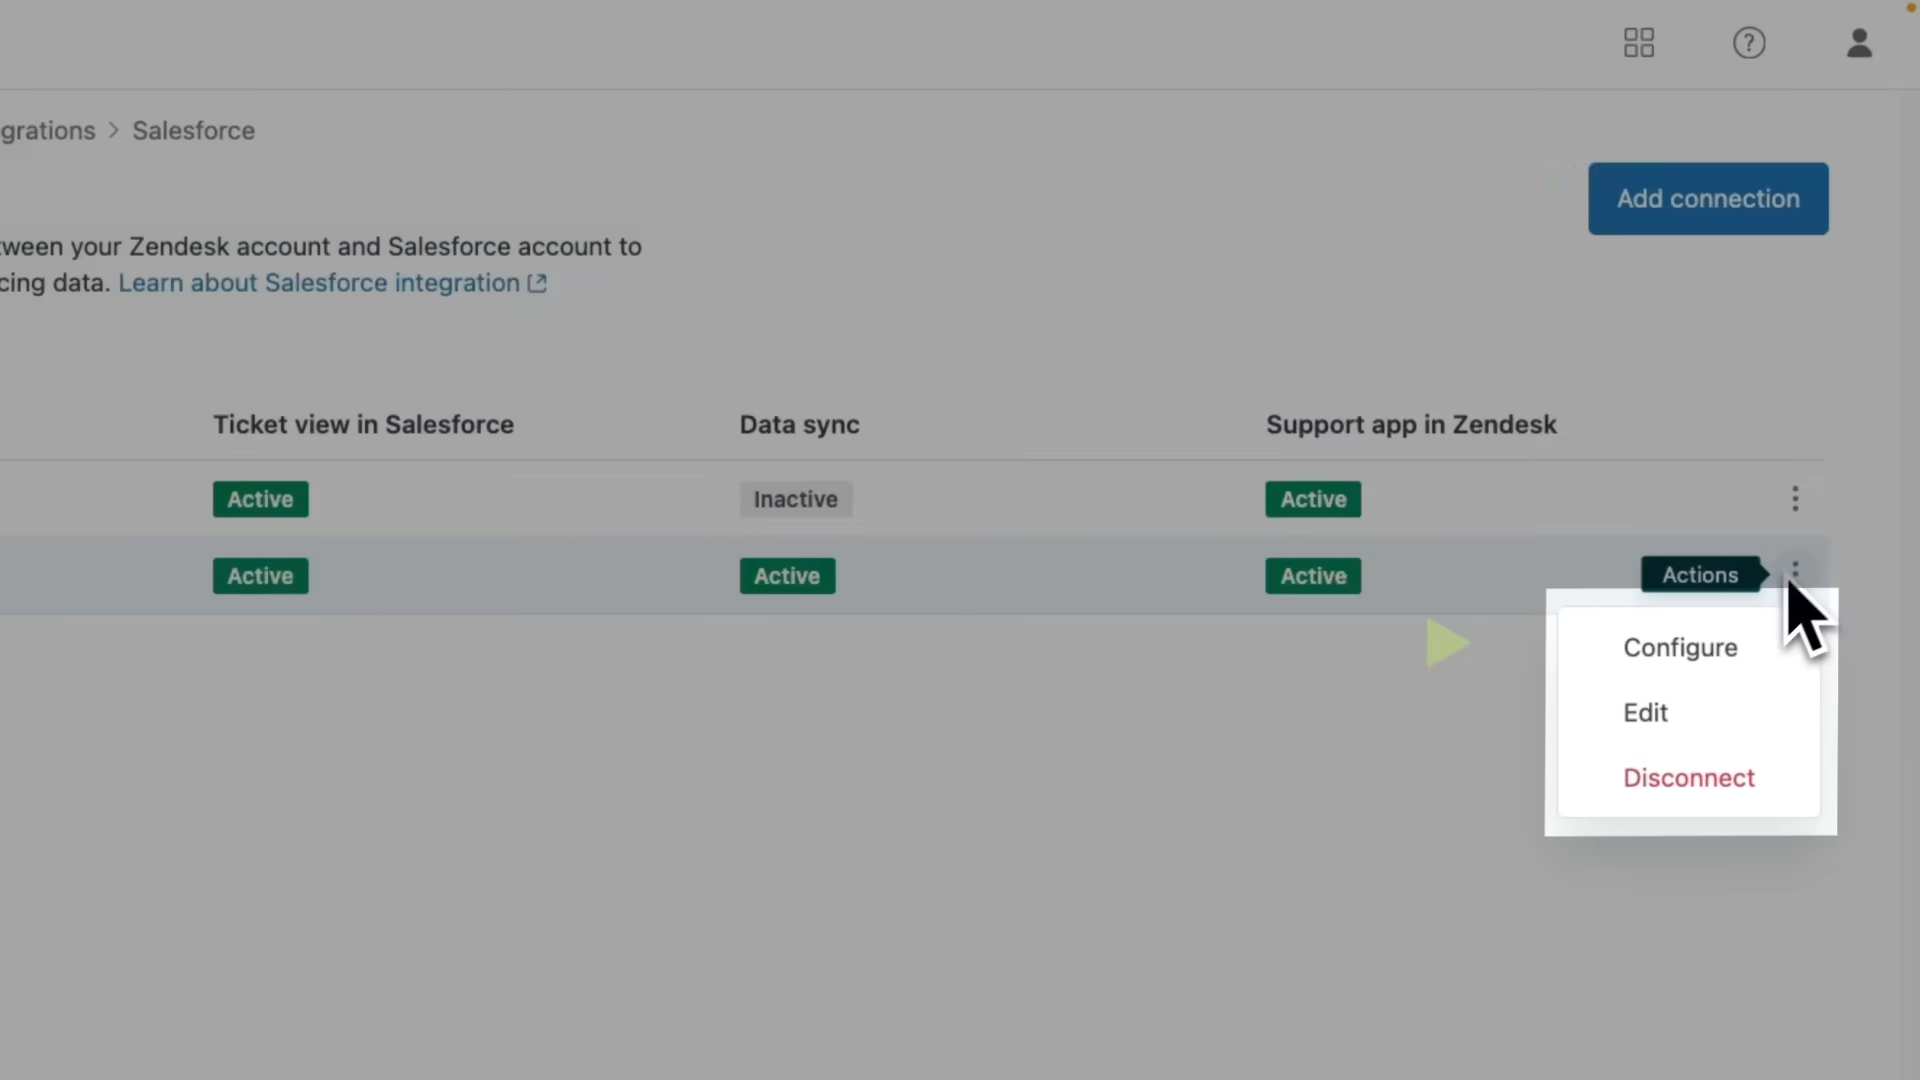 grations > Salesforce
Add connection
tween your Zendesk account and Salesforce account to
cing data. Learn about Salesforce integration
Ticket view in Salesforce Data sync Support app in Zendesk
Active Inactive Active
Active Active Active Actions
Configure
Edit
Disconnect